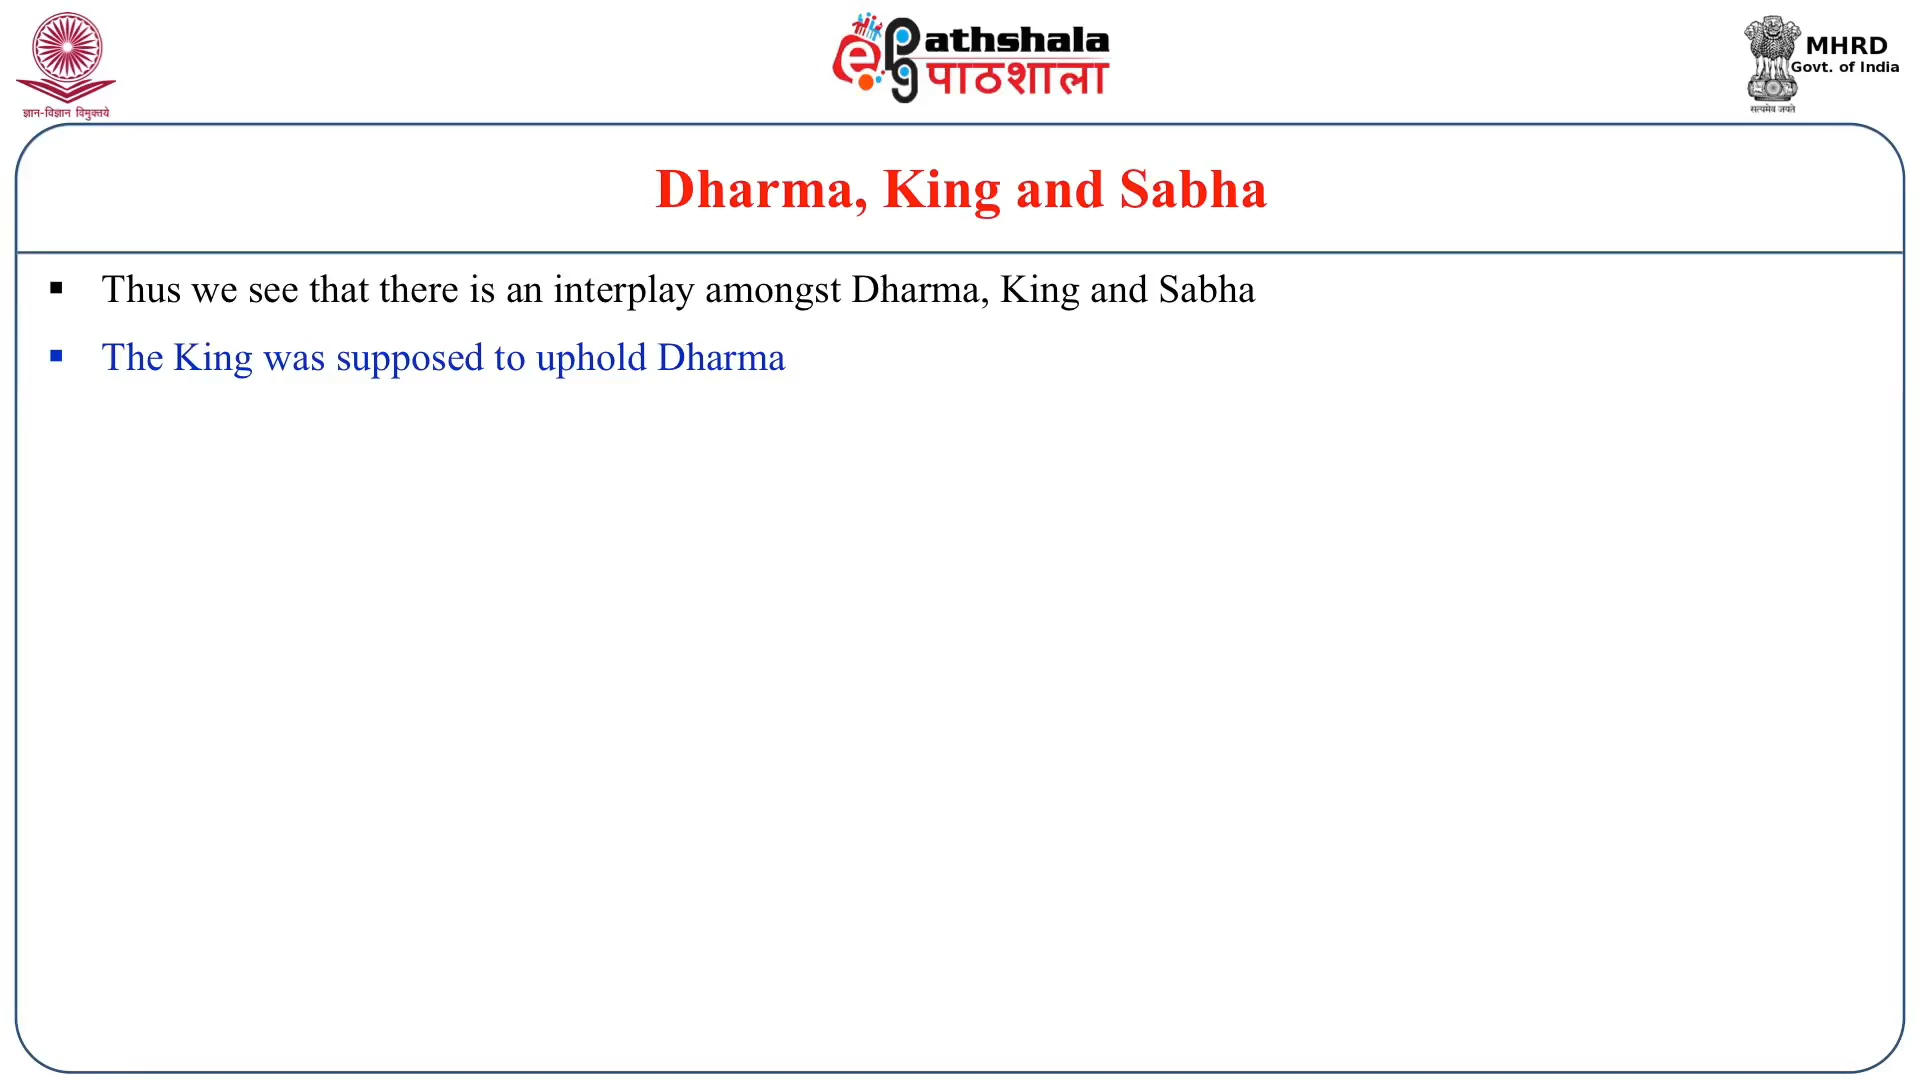 ज्ञान-विज्ञान विमुक्तये
ePathshala
पाठशाला
MHRD
Govt. of India
सत्यमेव जयते
Dharma, King and Sabha
▪ Thus we see that there is an interplay amongst Dharma, King and Sabha
▪ The King was supposed to uphold Dharma